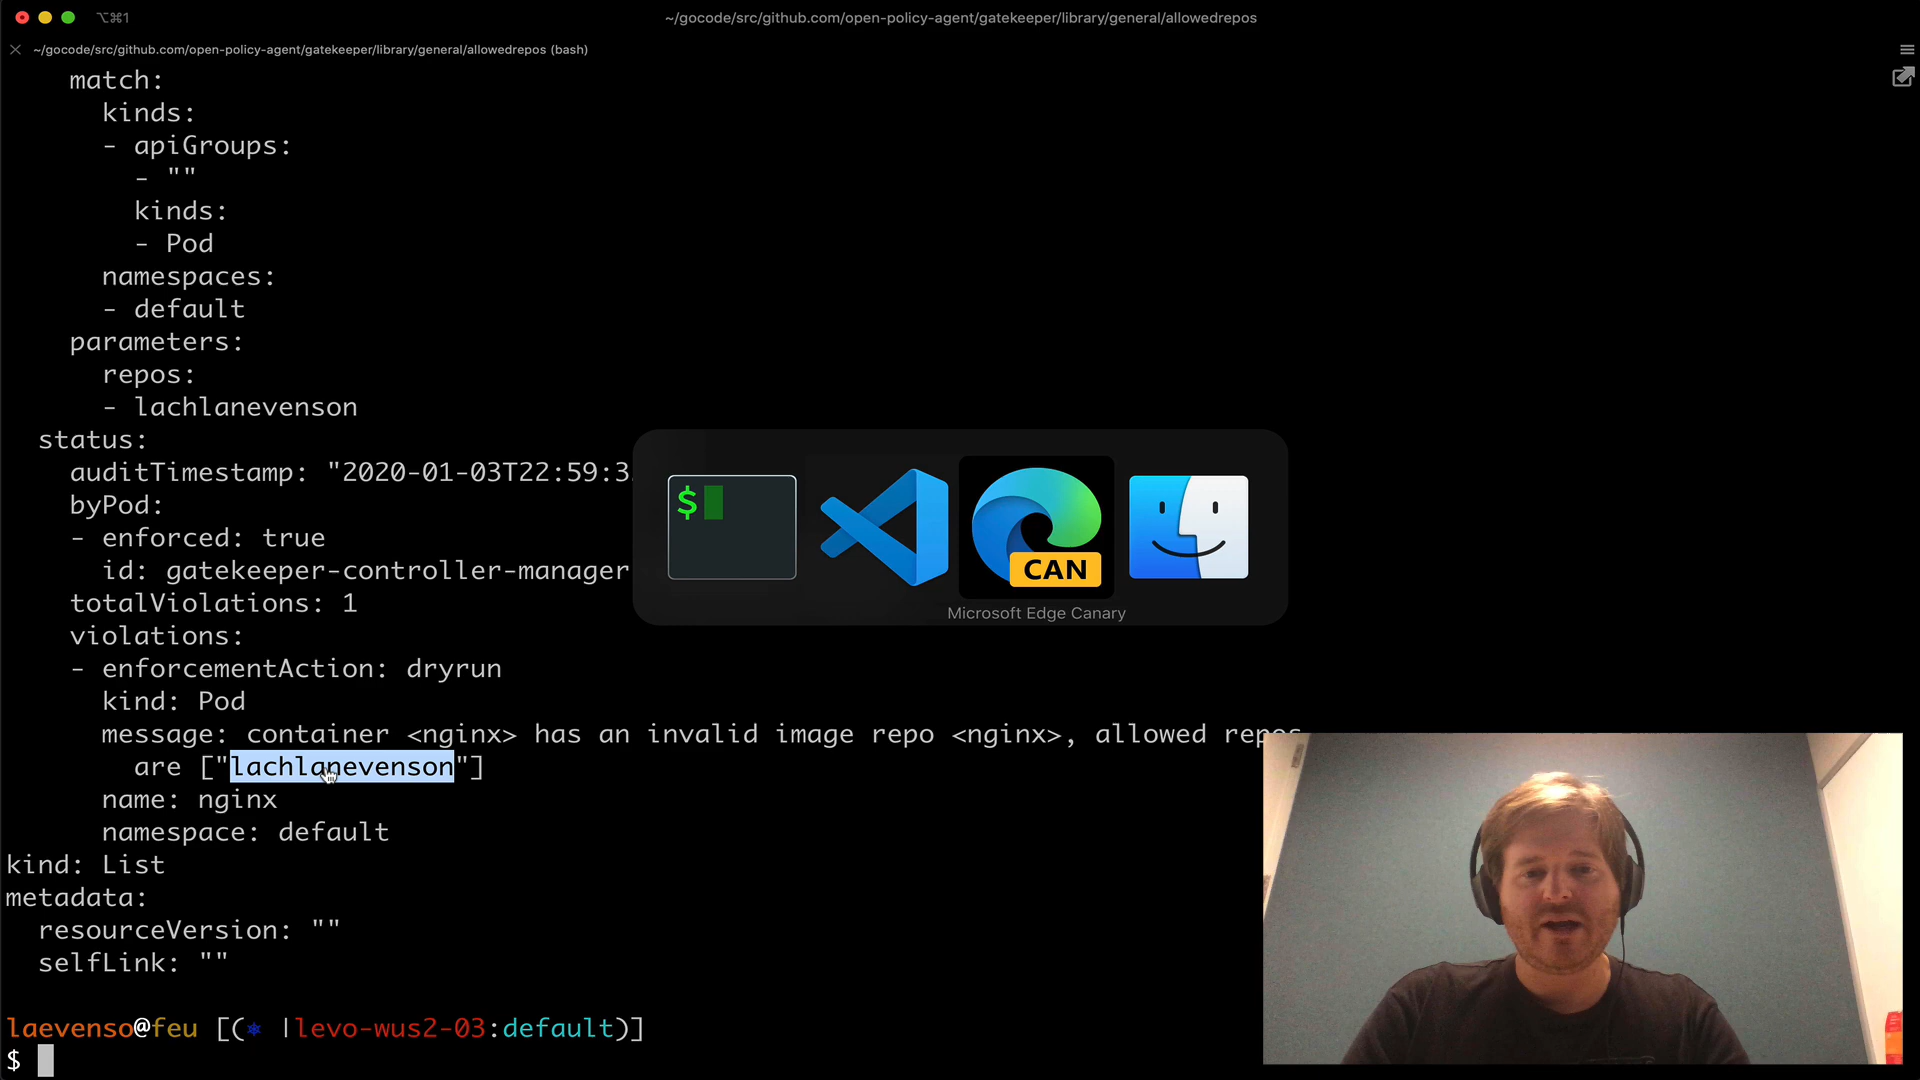 ⌥⌘1
~/gocode/src/github.com/open-policy-agent/gatekeeper/library/general/allowedrepos
~/gocode/src/github.com/open-policy-agent/gatekeeper/library/general/allowedrepos (bash)
match:
kinds:
- apiGroups:
- ""
kinds:
- Pod
namespaces:
- default
parameters:
repos:
- lachlanevenson
status:
auditTimestamp: "2020-01-03T22:59:3
byPod:
- enforced: true
id: gatekeeper-controller-manager
totalViolations: 1
violations:
- enforcementAction: dryrun
kind: Pod
message: container <nginx> has an invalid image repo <nginx>, allowed repos
are ["lachlanevenson"]
name: nginx
namespace: default
kind: List
metadata:
resourceVersion: ""
selfLink: ""
laevenso@feu [(⎈ |levo-wus2-03:default)]
$
$
CAN
Microsoft Edge Canary